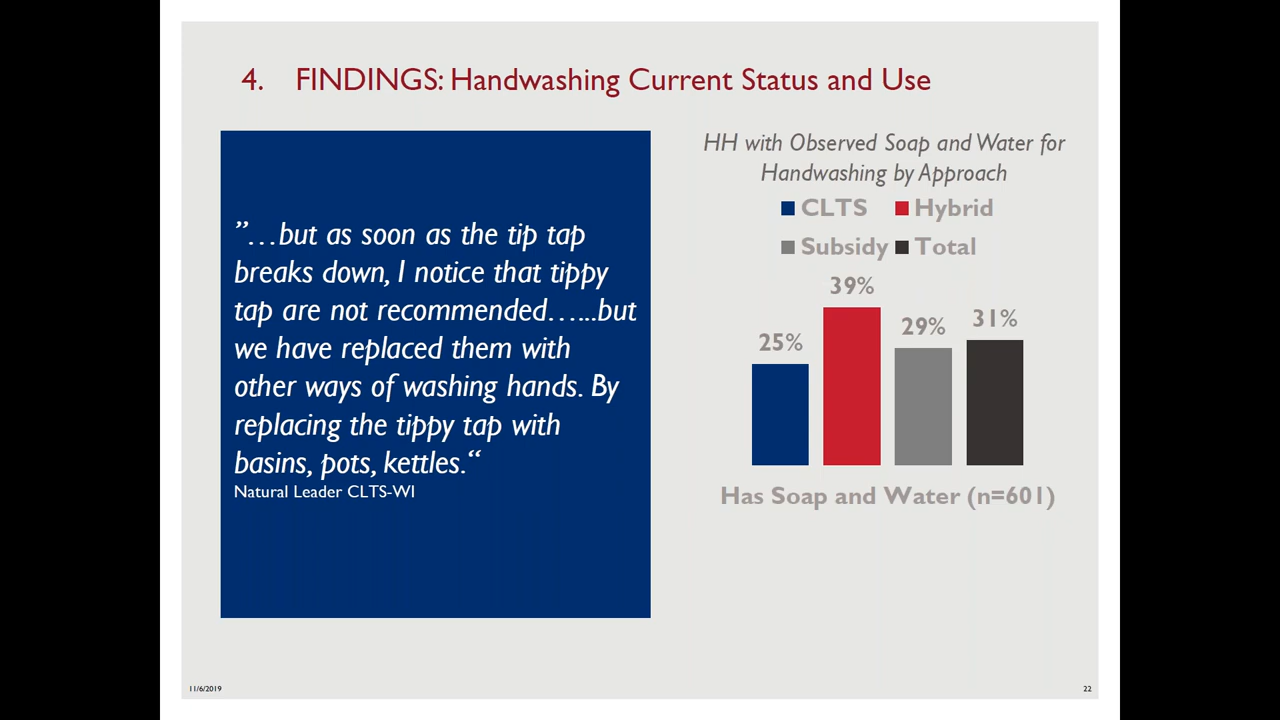 4. FINDINGS: Handwashing Current Status and Use
”…but as soon as the tip tap
breaks down, I notice that tippy
tap are not recommended…...but
we have replaced them with
other ways of washing hands. By
replacing the tippy tap with
basins, pots, kettles.“
Natural Leader CLTS-WI
HH with Observed Soap and Water for
Handwashing by Approach
CLTS Hybrid
Subsidy Total
25%
39%
29%
31%
Has Soap and Water (n=601)
11/6/2019
22